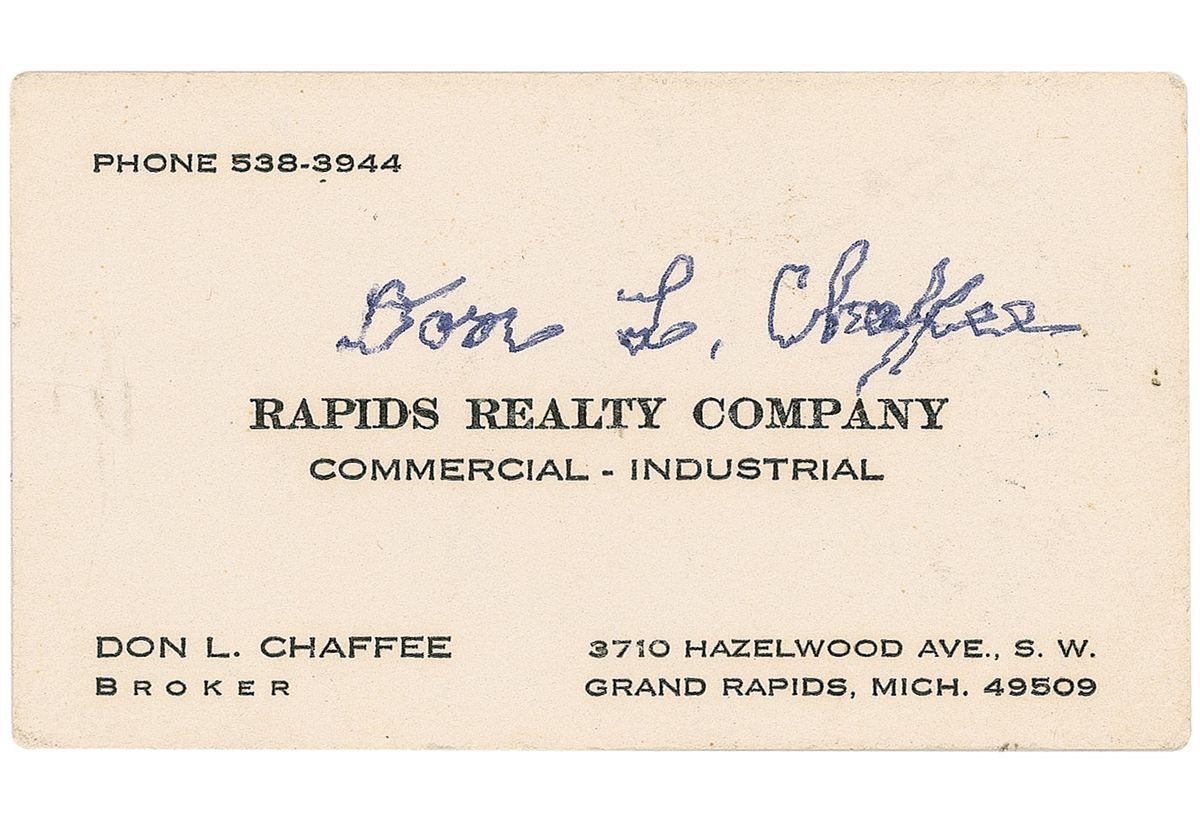 PHONE 538-3944
Don L. Chaffee
RAPIDS REALTY COMPANY
COMMERCIAL - INDUSTRIAL
DON L. CHAFFEE
BROKER
3710 HAZELWOOD AVE., S. W.
GRAND RAPIDS, MICH. 49509